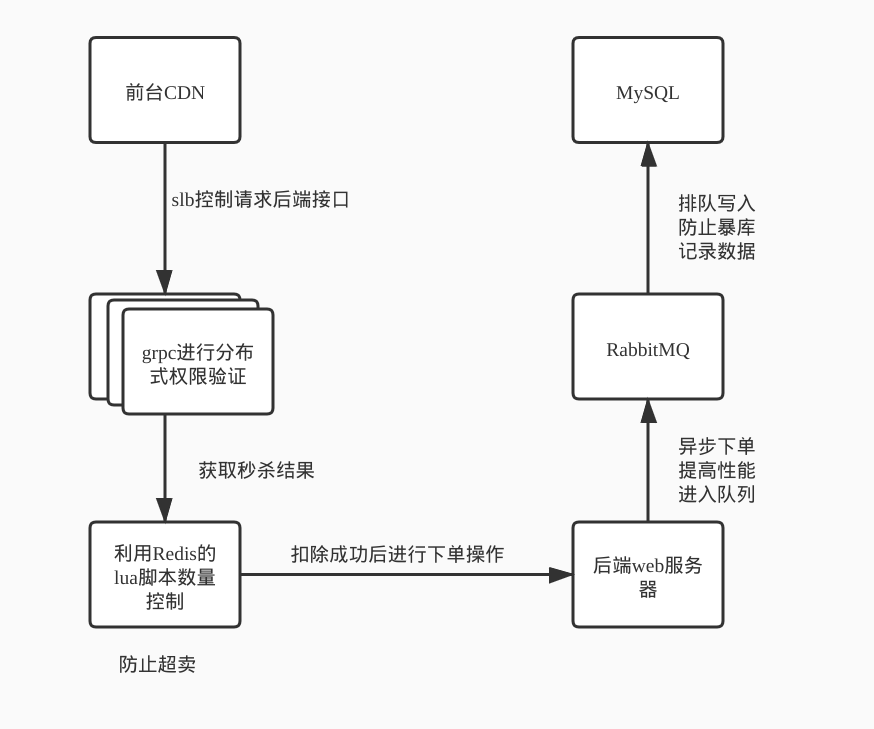 前台CDN
slb控制请求后端接口
grpc进行分布
式权限验证
获取秒杀结果
利用Redis的
lua脚本数量
控制
防止超卖
扣除成功后进行下单操作
后端web服务
器
异步下单
提高性能
进入队列
RabbitMQ
排队写入
防止暴库
记录数据
MySQL